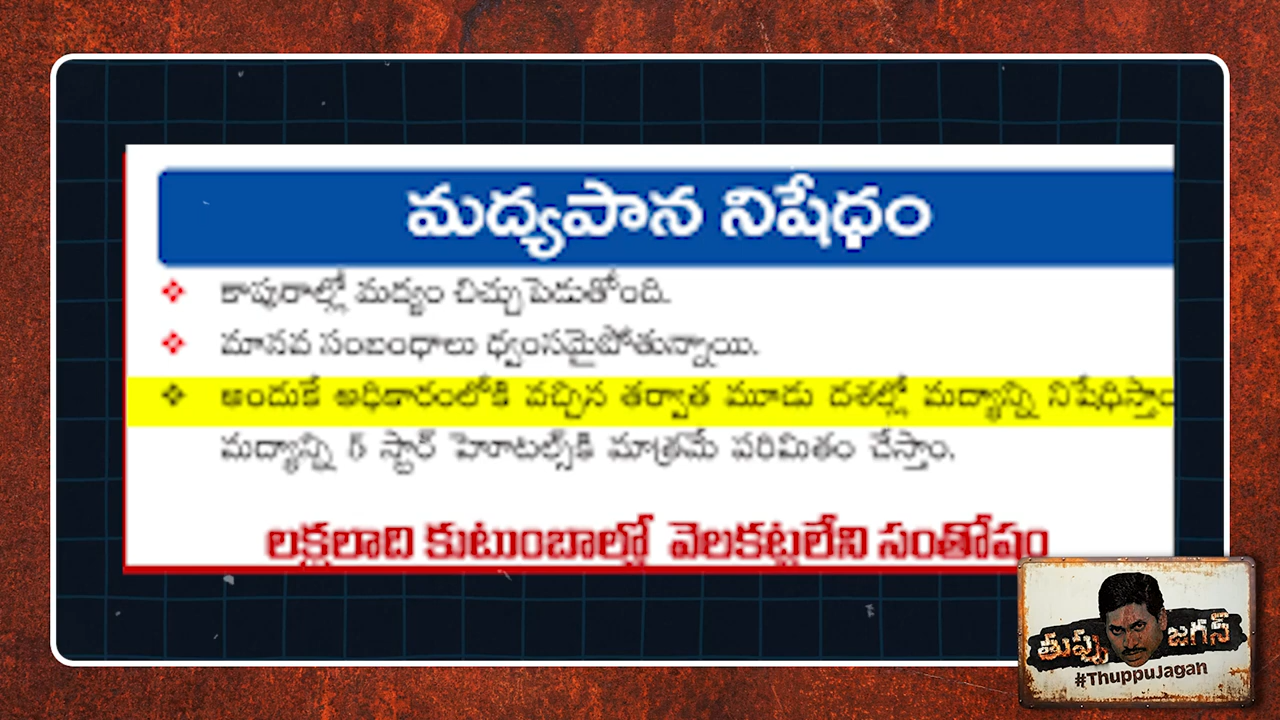 మద్యపాన నిషేధం
❖ కాపురాల్లో మద్యం చిచ్చుపెడుతోంది.
❖ మానవ సంబంధాలు ధ్వంసమైపోతున్నాయి.
❖ అందుకే అధికారంలోకి వచ్చిన తర్వాత మూడు దశల్లో మద్యాన్ని నిషేధిస్తాం
మద్యాన్ని 5 స్టార్ హెూటల్స్‌కి మాత్రమే పరిమితం చేస్తాం.
లక్షలాది కుటుంబాల్లో వెలకట్టలేని సంతోషం
తుప్పు జగన్
#ThuppuJagan